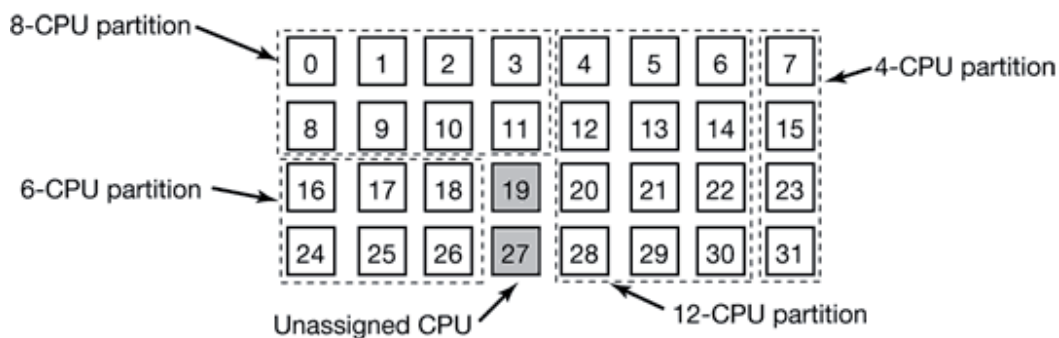 8-CPU partition
0 1 2 3 4 5 6 7
4-CPU partition
8 9 10 11 12 13 14 15
6-CPU partition
16 17 18 19 20 21 22 23
24 25 26 27 28 29 30 31
Unassigned CPU
12-CPU partition